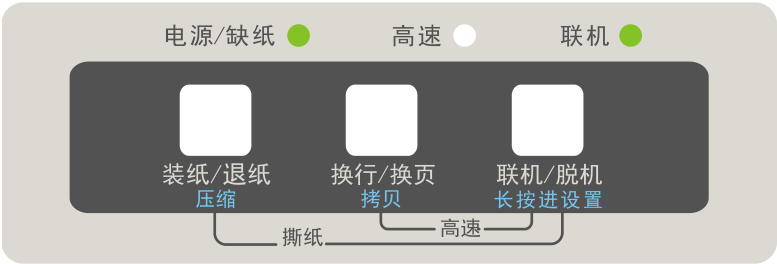 电源/缺纸 高速 联机
装纸/退纸 换行/换页 联机/脱机
压缩 拷贝 长按进设置
高速
撕纸